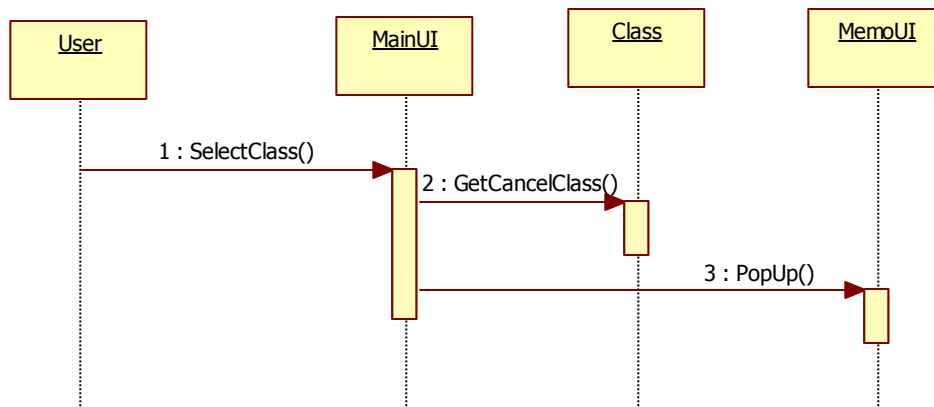 User
MainUI
Class
MemoUI
1 : SelectClass()
2 : GetCancelClass()
3 : PopUp()